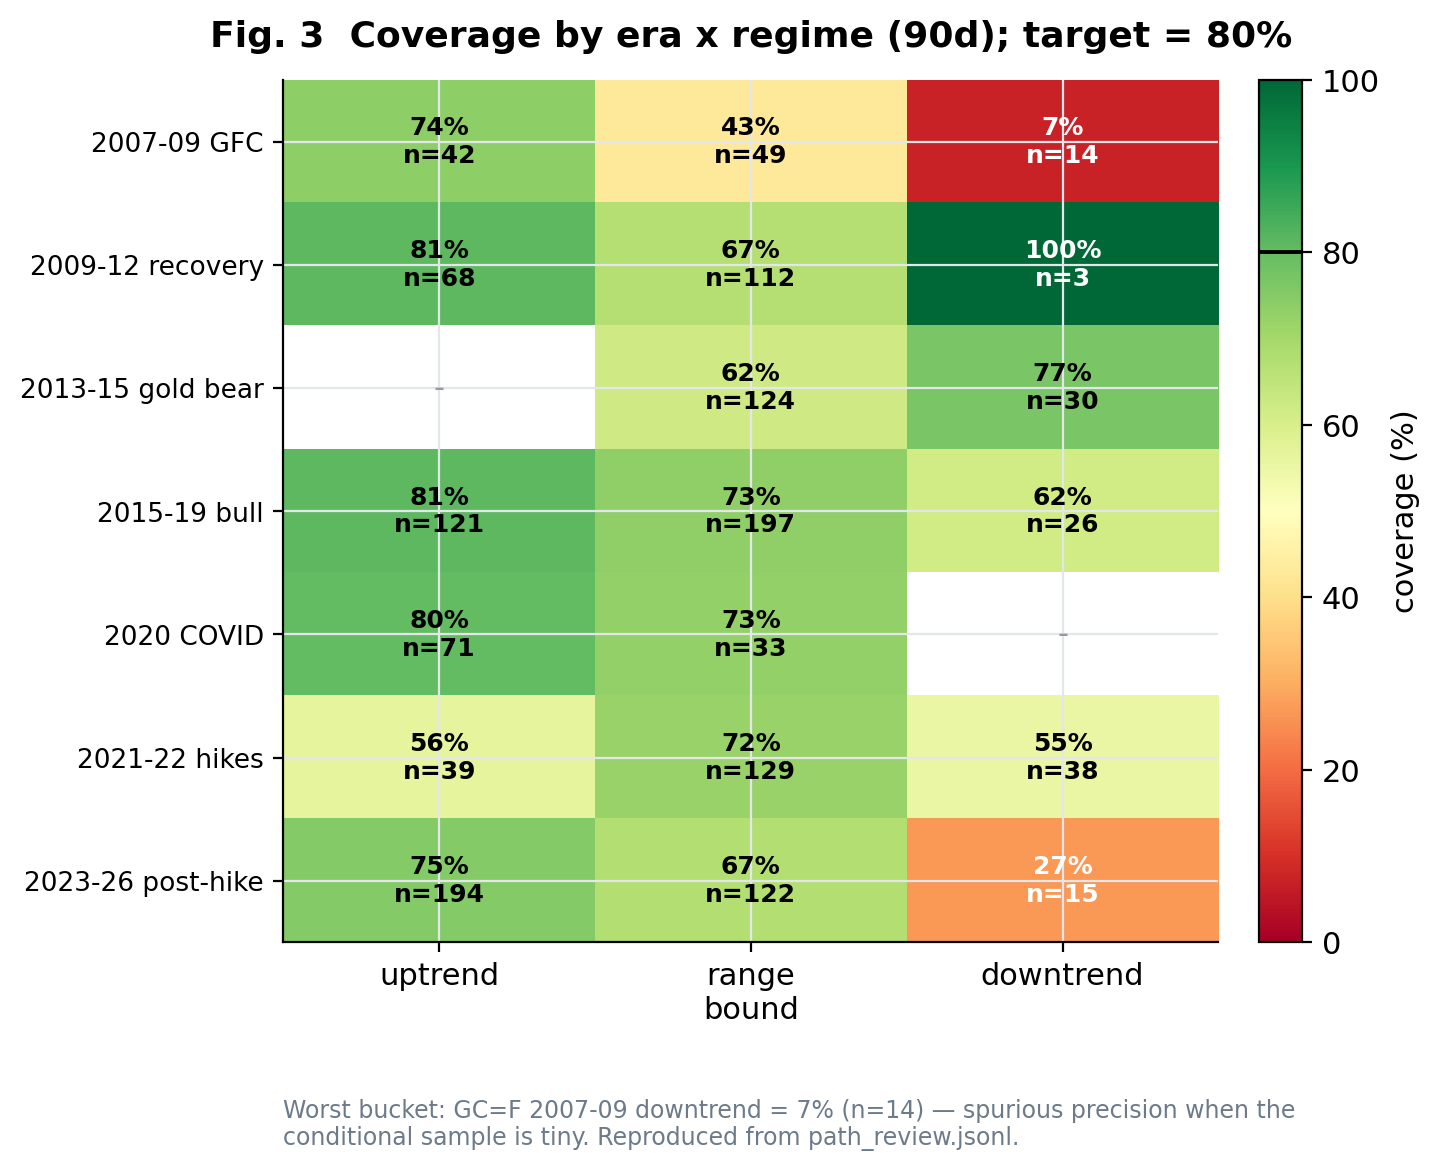 Fig. 3  Coverage by era x regime (90d); target = 80%
100
2007-09 GFC
74%
n=42
43%
n=49
7%
n=14
2009-12 recovery
81%
n=68
67%
n=112
100%
n=3
80
2013-15 gold bear
-
62%
n=124
77%
n=30
60
2015-19 bull
81%
n=121
73%
n=197
62%
n=26
coverage (%)
2020 COVID
80%
n=71
73%
n=33
-
40
2021-22 hikes
56%
n=39
72%
n=129
55%
n=38
20
2023-26 post-hike
75%
n=194
67%
n=122
27%
n=15
0
uptrend
range
bound
downtrend
Worst bucket: GC=F 2007-09 downtrend = 7% (n=14) — spurious precision when the
conditional sample is tiny. Reproduced from path_review.jsonl.